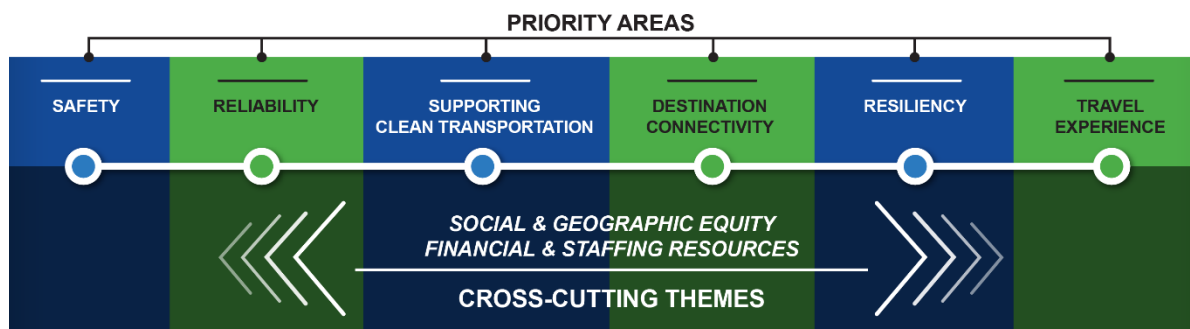 PRIORITY AREAS
SAFETY
RELIABILITY
SUPPORTING
CLEAN TRANSPORTATION
DESTINATION
CONNECTIVITY
RESILIENCY
TRAVEL
EXPERIENCE
SOCIAL & GEOGRAPHIC EQUITY
FINANCIAL & STAFFING RESOURCES
CROSS-CUTTING THEMES